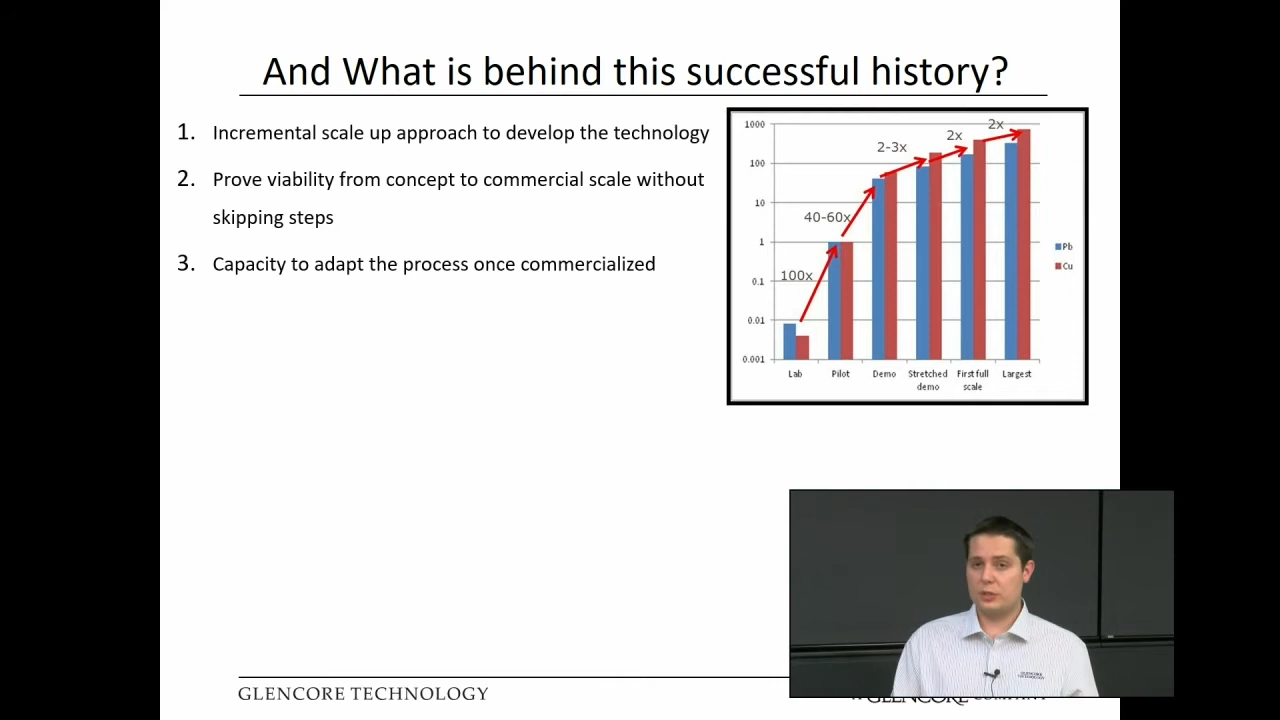 And What is behind this successful history?
1. Incremental scale up approach to develop the technology
2. Prove viability from concept to commercial scale without
skipping steps
3. Capacity to adapt the process once commercialized
1000
100
10
1
0.1
0.01
0.001
100x
40-60x
2-3x
2x
2x
Pb
Cu
Lab Pilot Demo Stretched First full Largest
demo scale
GLENCORE TECHNOLOGY